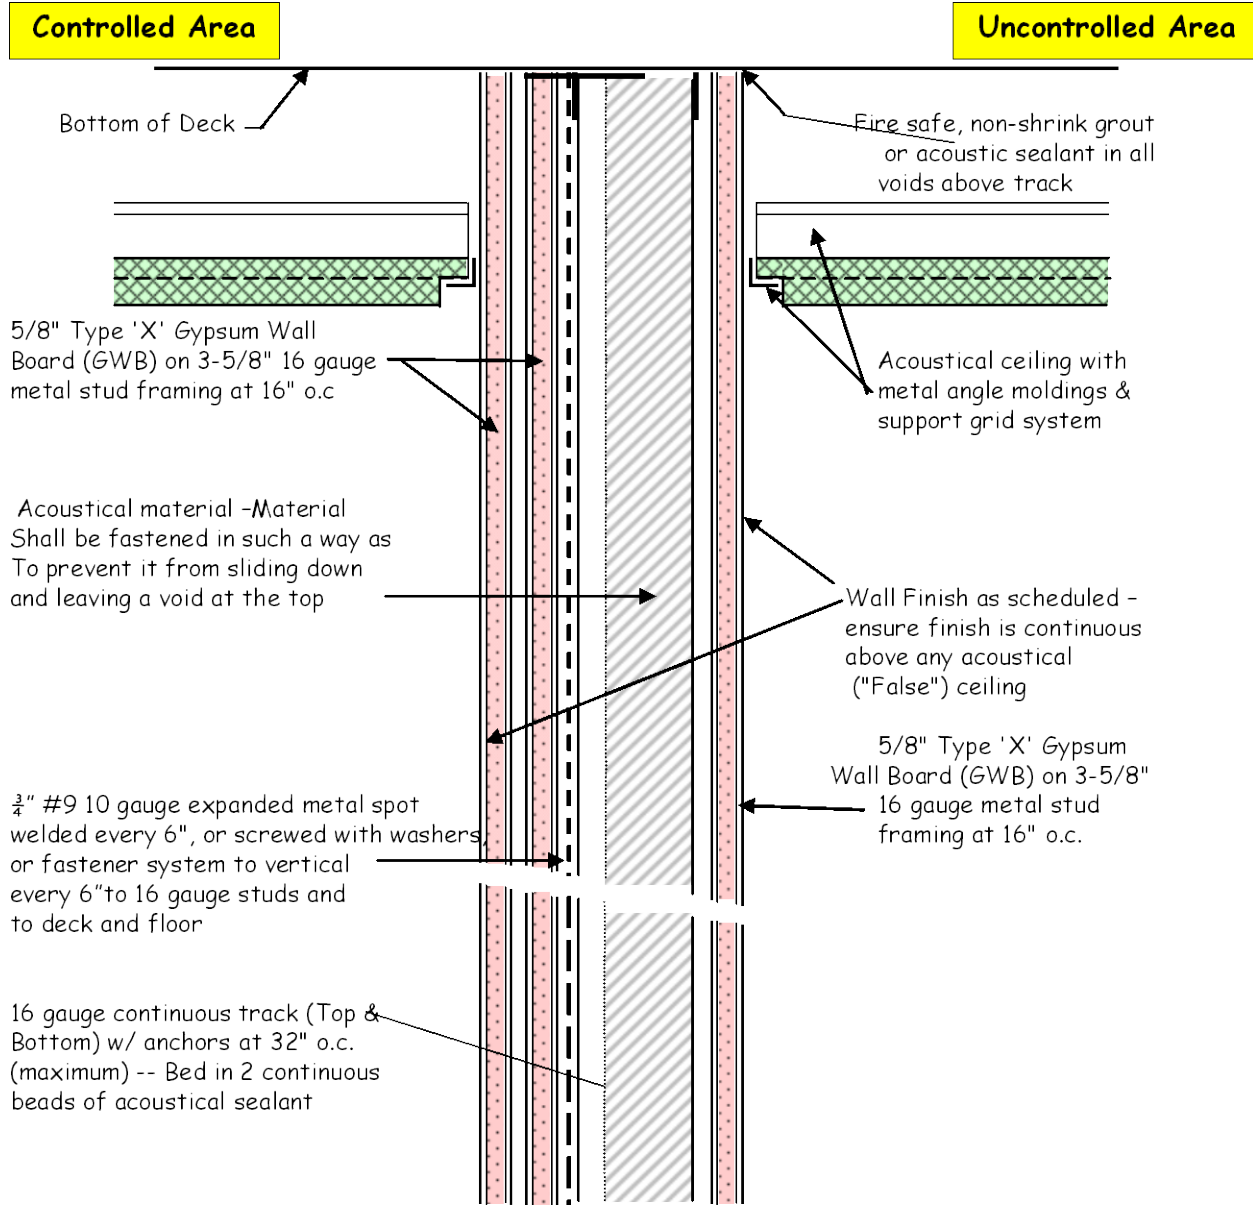 Controlled Area
Uncontrolled Area
Bottom of Deck
Fire safe, non-shrink grout
or acoustic sealant in all
voids above track
5/8" Type 'X' Gypsum Wall
Board (GWB) on 3-5/8" 16 gauge
metal stud framing at 16" o.c
Acoustical ceiling with
metal angle moldings &
support grid system
Acoustical material -Material
Shall be fastened in such a way as
To prevent it from sliding down
and leaving a void at the top
Wall Finish as scheduled -
ensure finish is continuous
above any acoustical
("False") ceiling
5/8" Type 'X' Gypsum
Wall Board (GWB) on 3-5/8"
16 gauge metal stud
framing at 16" o.c.
¾" #9 10 gauge expanded metal spot
welded every 6", or screwed with washers,
or fastener system to vertical
every 6"to 16 gauge studs and
to deck and floor
16 gauge continuous track (Top &
Bottom) w/ anchors at 32" o.c.
(maximum) -- Bed in 2 continuous
beads of acoustical sealant